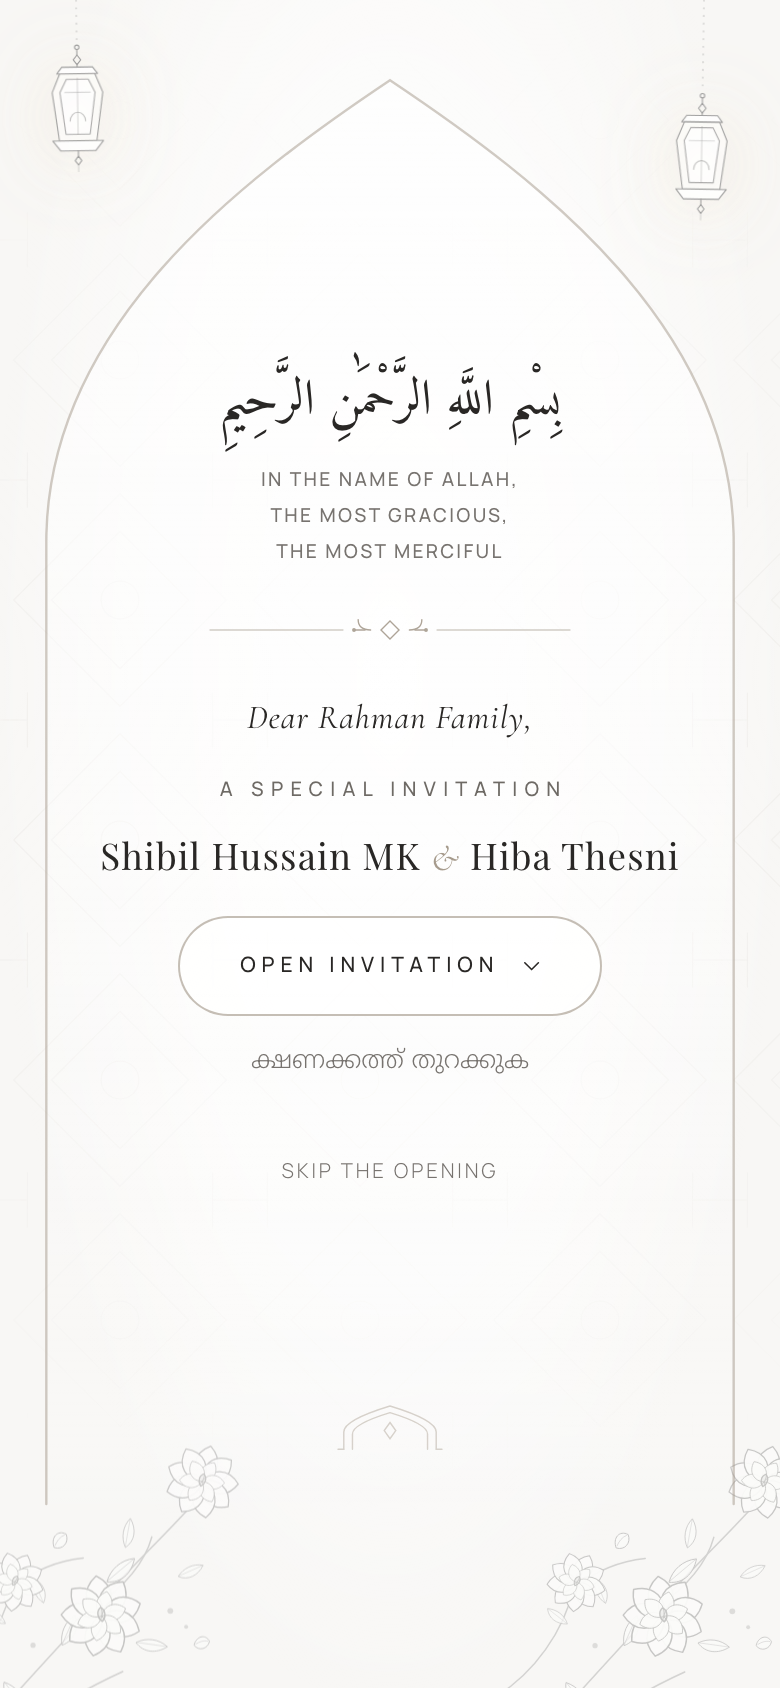 بِسْمِ اللَّهِ الرَّحْمَٰنِ الرَّحِيمِ
IN THE NAME OF ALLAH,
THE MOST GRACIOUS,
THE MOST MERCIFUL
Dear Rahman Family,
A SPECIAL INVITATION
Shibil Hussain MK & Hiba Thesni
OPEN INVITATION
ക്ഷണക്കത്ത് തുറക്കുക
SKIP THE OPENING